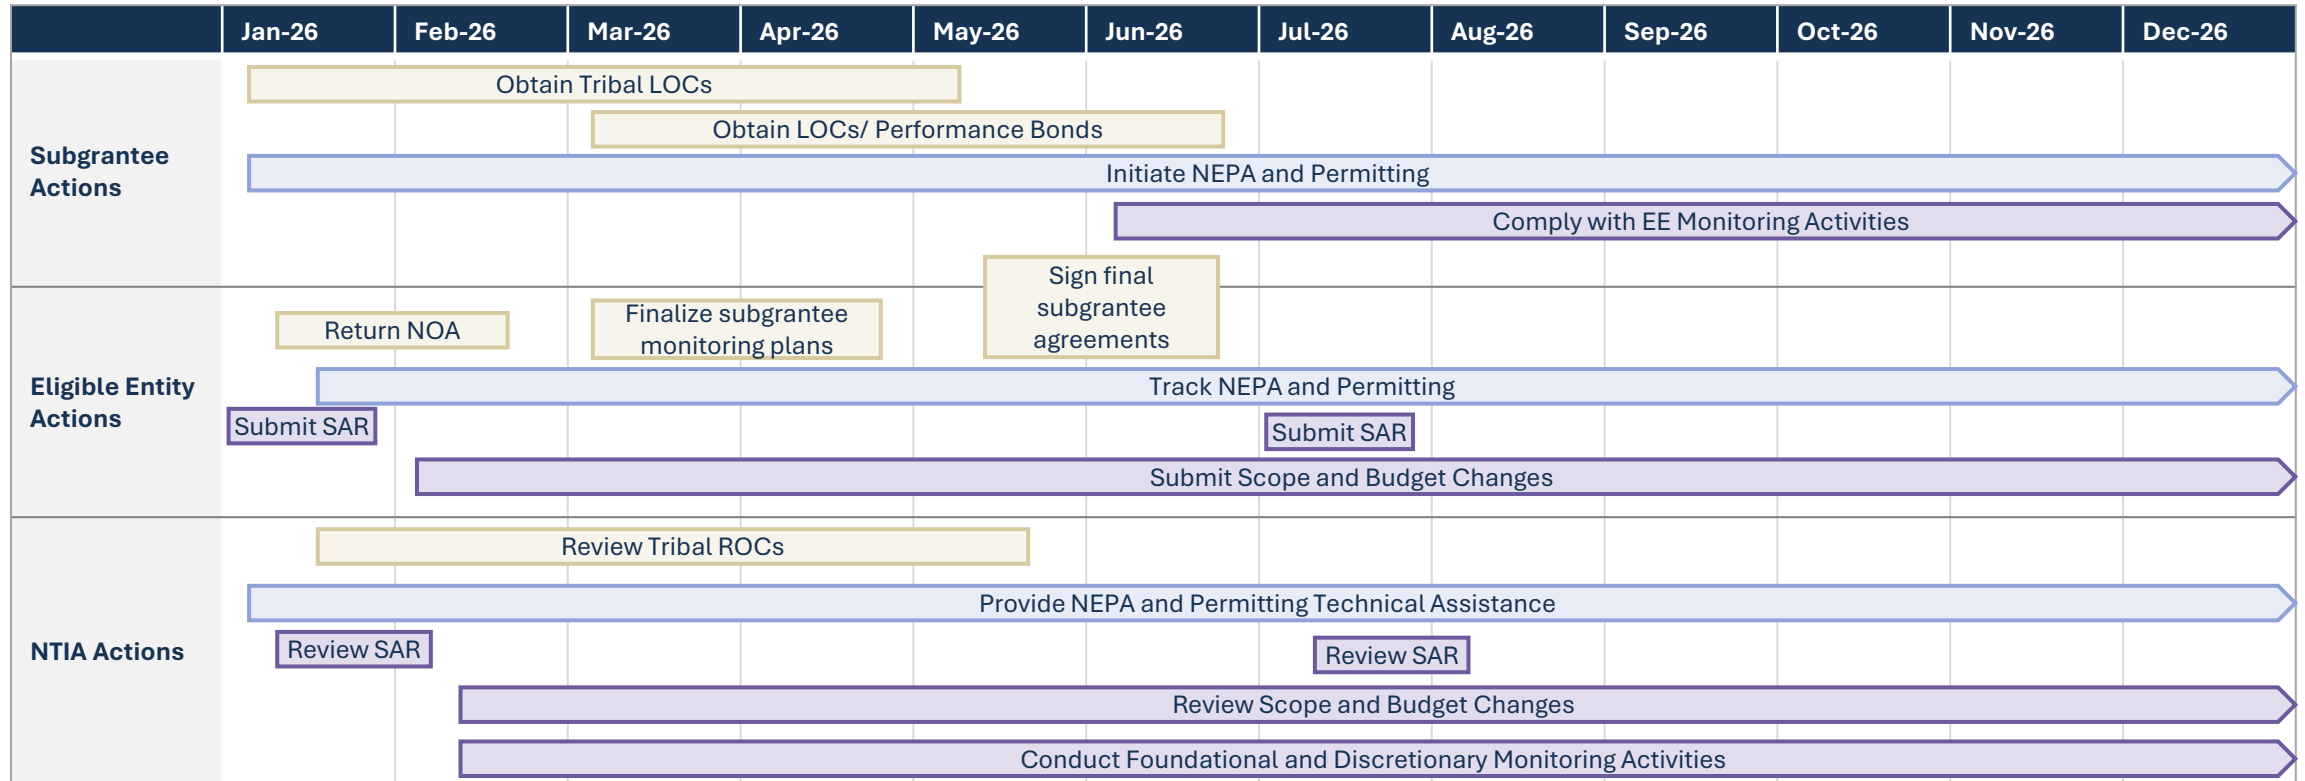 Jan-26 Feb-26 Mar-26 Apr-26 May-26 Jun-26 Jul-26 Aug-26 Sep-26 Oct-26 Nov-26 Dec-26
Subgrantee
Actions
Obtain Tribal LOCs
Obtain LOCs/ Performance Bonds
Initiate NEPA and Permitting
Comply with EE Monitoring Activities
Sign final
subgrantee
agreements
Eligible Entity
Actions
Return NOA
Finalize subgrantee
monitoring plans
Track NEPA and Permitting
Submit SAR
Submit SAR
Submit Scope and Budget Changes
NTIA Actions
Review Tribal ROCs
Provide NEPA and Permitting Technical Assistance
Review SAR
Review SAR
Review Scope and Budget Changes
Conduct Foundational and Discretionary Monitoring Activities